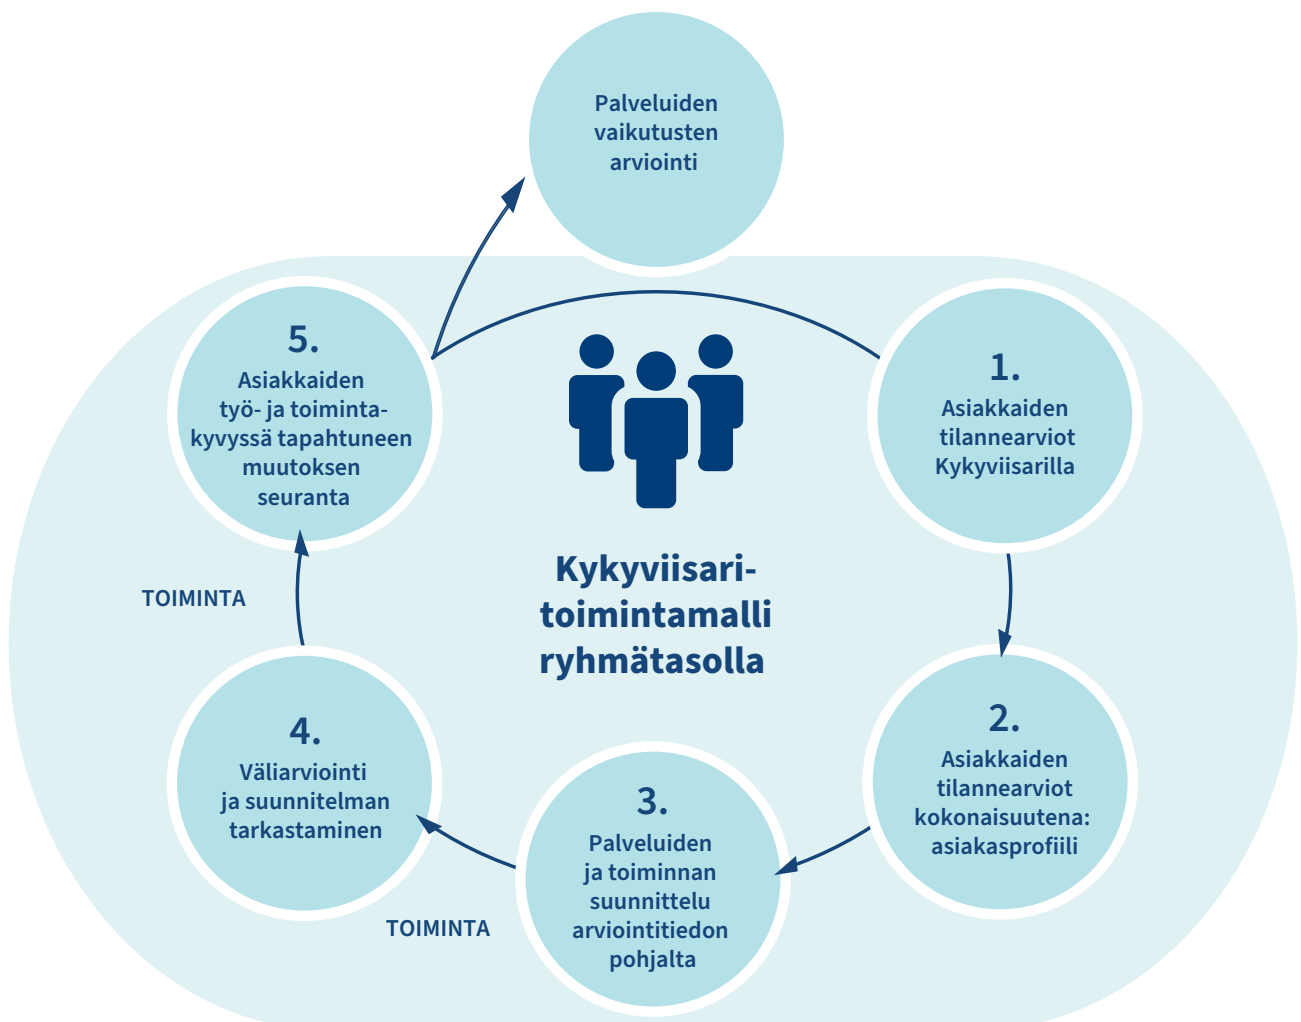 Palveluiden
vaikutusten
arviointi
1.
Asiakkaiden
tilannearviot
Kykyviisarilla
2.
Asiakkaiden
tilannearviot
kokonaisuutena:
asiakasprofiili
3.
Palveluiden
ja toiminnan
suunnittelu
arviointitiedon
pohjalta
TOIMINTA
4.
Väliarviointi
ja suunnitelman
tarkastaminen
TOIMINTA
5.
Asiakkaiden
työ- ja toiminta-
kyvyssä tapahtuneen
muutoksen
seuranta
Kykyviisari-
toimintamalli
ryhmätasolla